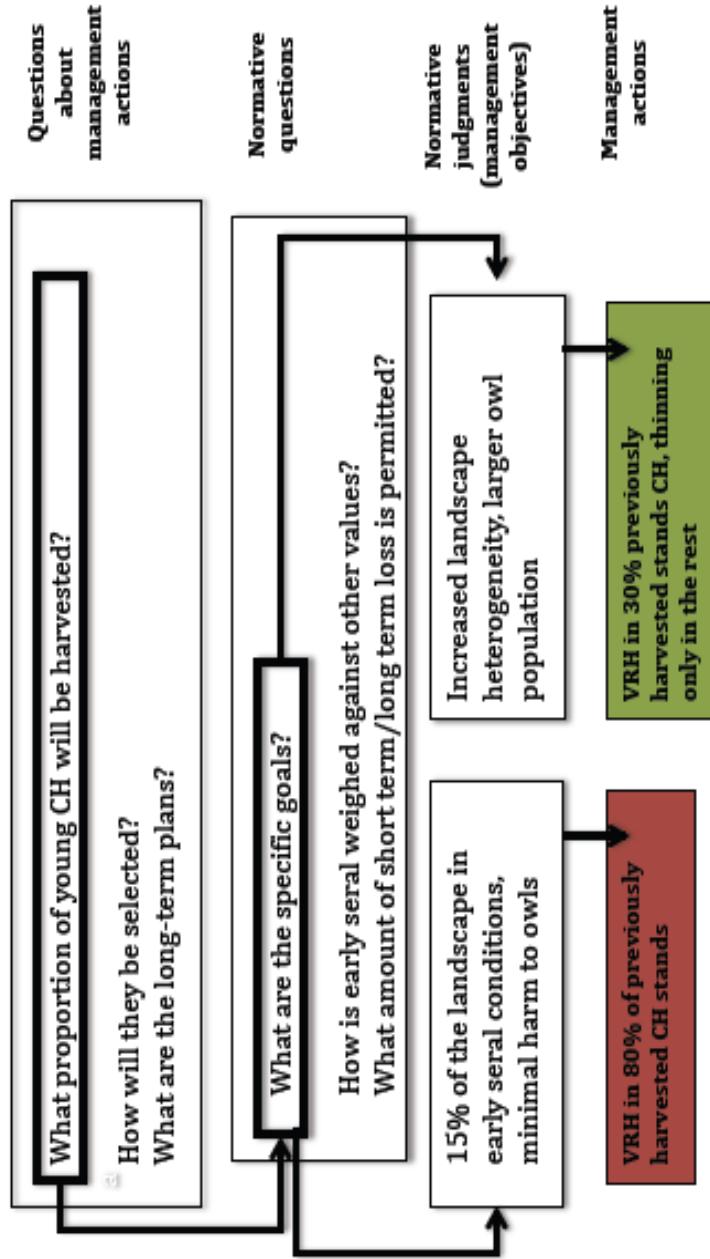 Questions
about
management
actions
What proportion of young CH will be harvested?
How will they be selected?
What are the long-term plans?
a
Normative
questions
What are the specific goals?
How is early seral weighed against other values?
What amount of short term/long term loss is permitted?
Normative
judgments
(management
objectives)
15% of the landscape in
early seral conditions,
minimal harm to owls
Increased landscape
heterogeneity, larger owl
population
Management
actions
VRH in 80% of previously
harvested CH stands
VRH in 30% previously
harvested stands CH, thinning
only in the rest